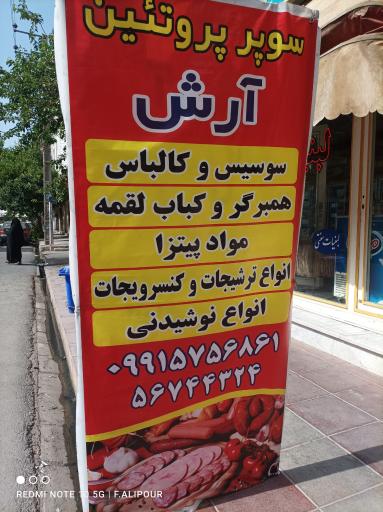 سوپر پروتئین
آرش
سوسیس و کالباس
همبرگر و کباب لقمه
مواد پیتزا
انواع ترشیجات و کنسرویجات
انواع نوشیدنی
۰۹۹۱۵۷۵۶۸۶۱
۵۶۷۴۴۳۲۴
REDMI NOTE 10 5G | F.ALIPOUR